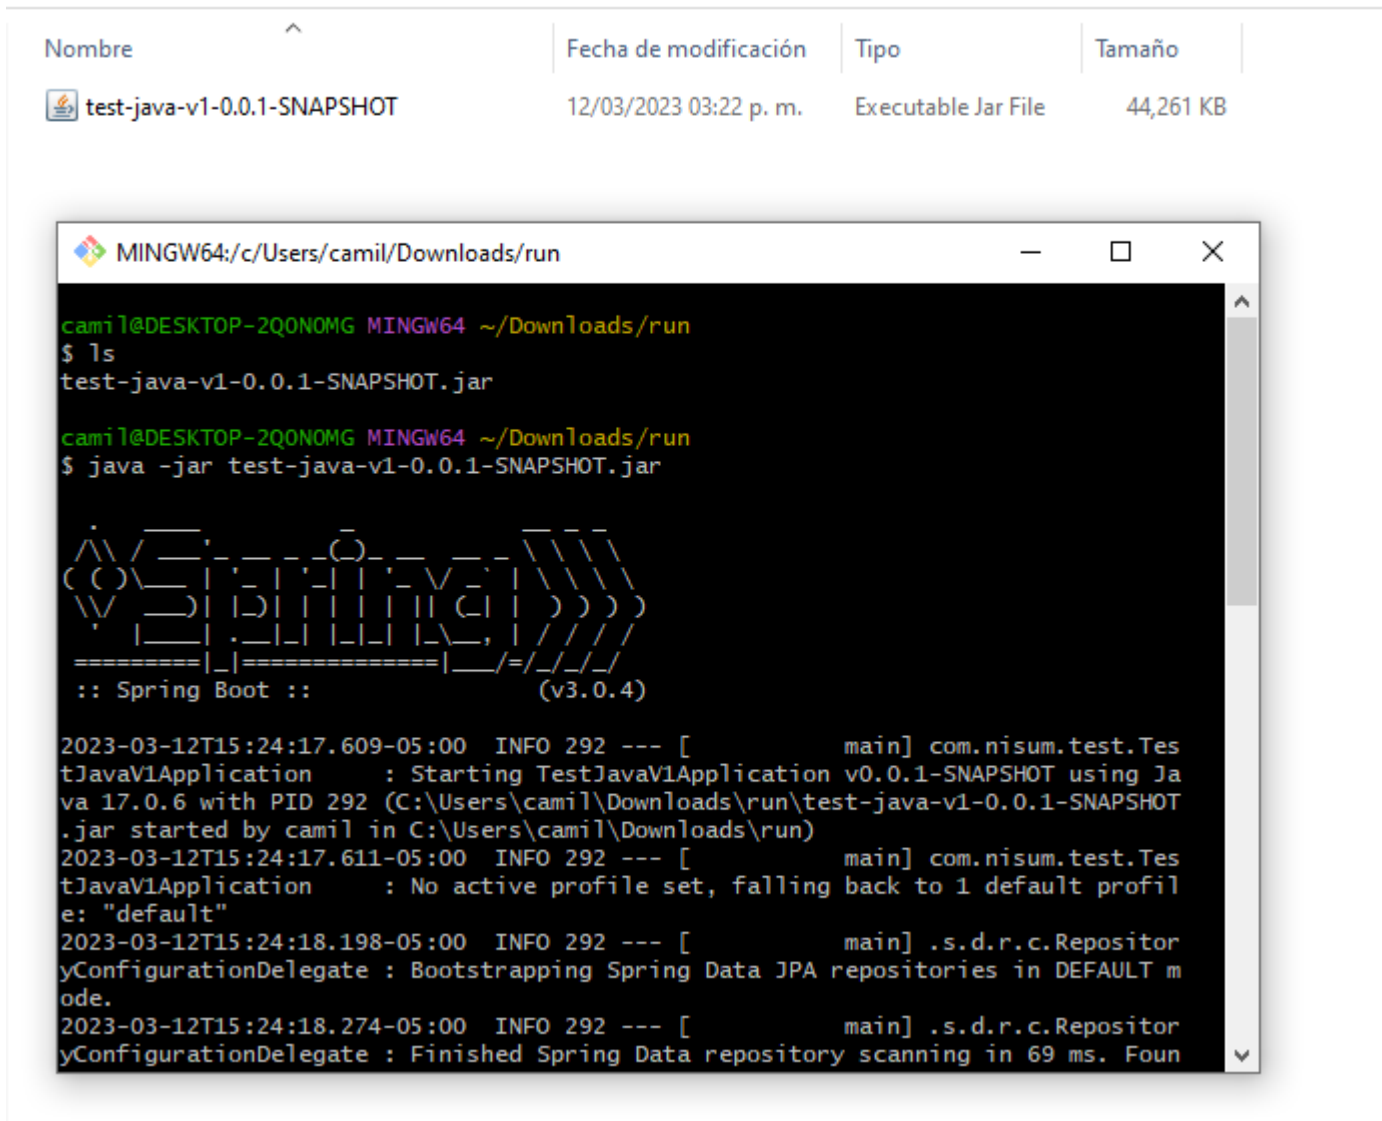 Nombre Fecha de modificación Tipo Tamaño
test-java-v1-0.0.1-SNAPSHOT 12/03/2023 03:22 p. m. Executable Jar File 44,261 KB
MINGW64:/c/Users/camil/Downloads/run
camil@DESKTOP-2QONOMG MINGW64 ~/Downloads/run
$ ls
test-java-v1-0.0.1-SNAPSHOT.jar
camil@DESKTOP-2QONOMG MINGW64 ~/Downloads/run
$ java -jar test-java-v1-0.0.1-SNAPSHOT.jar
Spring
:: Spring Boot :: (v3.0.4)
2023-03-12T15:24:17.609-05:00  INFO 292 --- [           main] com.nisum.test.Tes
tJavaV1Application     : Starting TestJavaV1Application v0.0.1-SNAPSHOT using Ja
va 17.0.6 with PID 292 (C:\Users\camil\Downloads\run\test-java-v1-0.0.1-SNAPSHOT
.jar started by camil in C:\Users\camil\Downloads\run)
2023-03-12T15:24:17.611-05:00  INFO 292 --- [           main] com.nisum.test.Tes
tJavaV1Application     : No active profile set, falling back to 1 default profil
e: "default"
2023-03-12T15:24:18.198-05:00  INFO 292 --- [           main] .s.d.r.c.Repositor
yConfigurationDelegate : Bootstrapping Spring Data JPA repositories in DEFAULT m
ode.
2023-03-12T15:24:18.274-05:00  INFO 292 --- [           main] .s.d.r.c.Repositor
yConfigurationDelegate : Finished Spring Data repository scanning in 69 ms. Foun